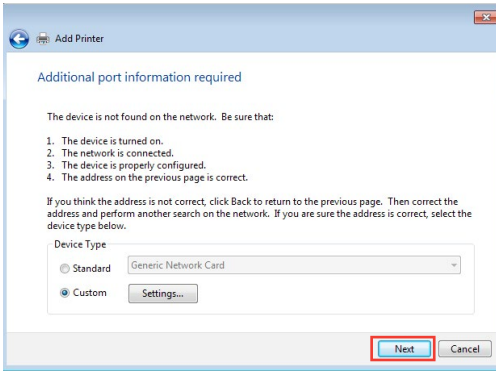 Add Printer
Additional port information required
The device is not found on the network. Be sure that:
1. The device is turned on.
2. The network is connected.
3. The device is properly configured.
4. The address on the previous page is correct.
If you think the address is not correct, click Back to return to the previous page. Then correct the
address and perform another search on the network. If you are sure the address is correct, select the
device type below.
Device Type
Standard Generic Network Card
Custom Settings...
Next Cancel